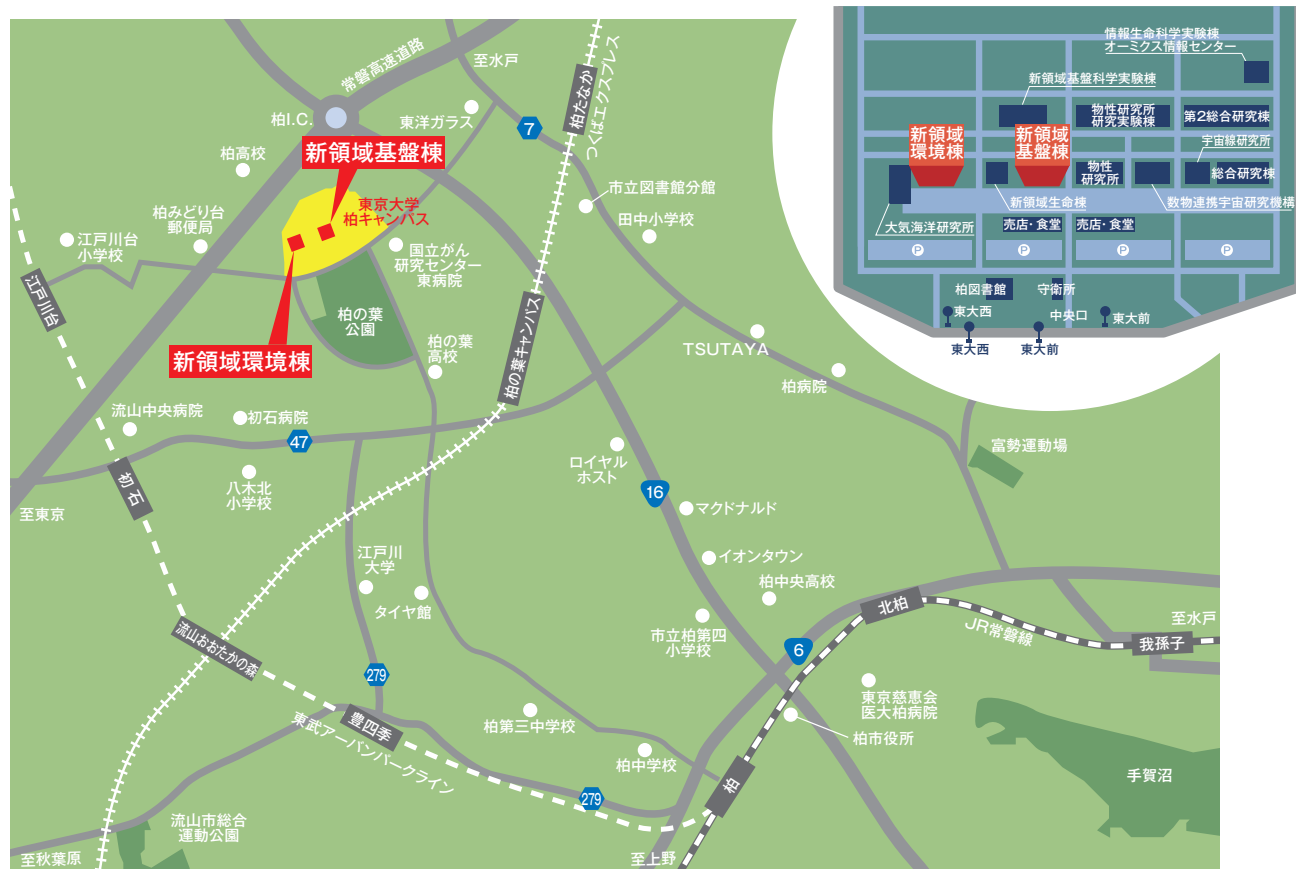 常磐高速道路
至水戸
つくばエクスプレス
柏たなか
柏I.C.
東洋ガラス
7
新領域基盤棟
柏高校
東京大学
柏キャンパス
市立図書館分館
柏みどり台
郵便局
田中小学校
江戸川台
小学校
国立がん
研究センター
東病院
江戸川台
柏の葉
公園
柏の葉キャンパス
新領域環境棟
柏の葉
高校
TSUTAYA
柏病院
流山中央病院
初石病院
47
富勢運動場
初石
八木北
小学校
ロイヤル
ホスト
16
至東京
マクドナルド
江戸川
大学
イオンタウン
柏中央高校
タイヤ館
北柏
JR常磐線
至水戸
市立柏第四
小学校
我孫子
流山おおたかの森
6
279
東京慈恵会
医大柏病院
豊四季
東武アーバンパークライン
柏第三中学校
柏市役所
柏中学校
柏
手賀沼
279
流山市総合
運動公園
至秋葉原
至上野
情報生命科学実験棟
オーミクス情報センター
新領域基盤科学実験棟
物性研究所
研究実験棟
第2総合研究棟
新領域
環境棟
新領域
基盤棟
宇宙線研究所
物性
研究所
総合研究棟
新領域生命棟
数物連携宇宙研究機構
大気海洋研究所
売店・食堂
売店・食堂
P
P
P
P
柏図書館
守衛所
東大西
中央口
東大前
東大西
東大前